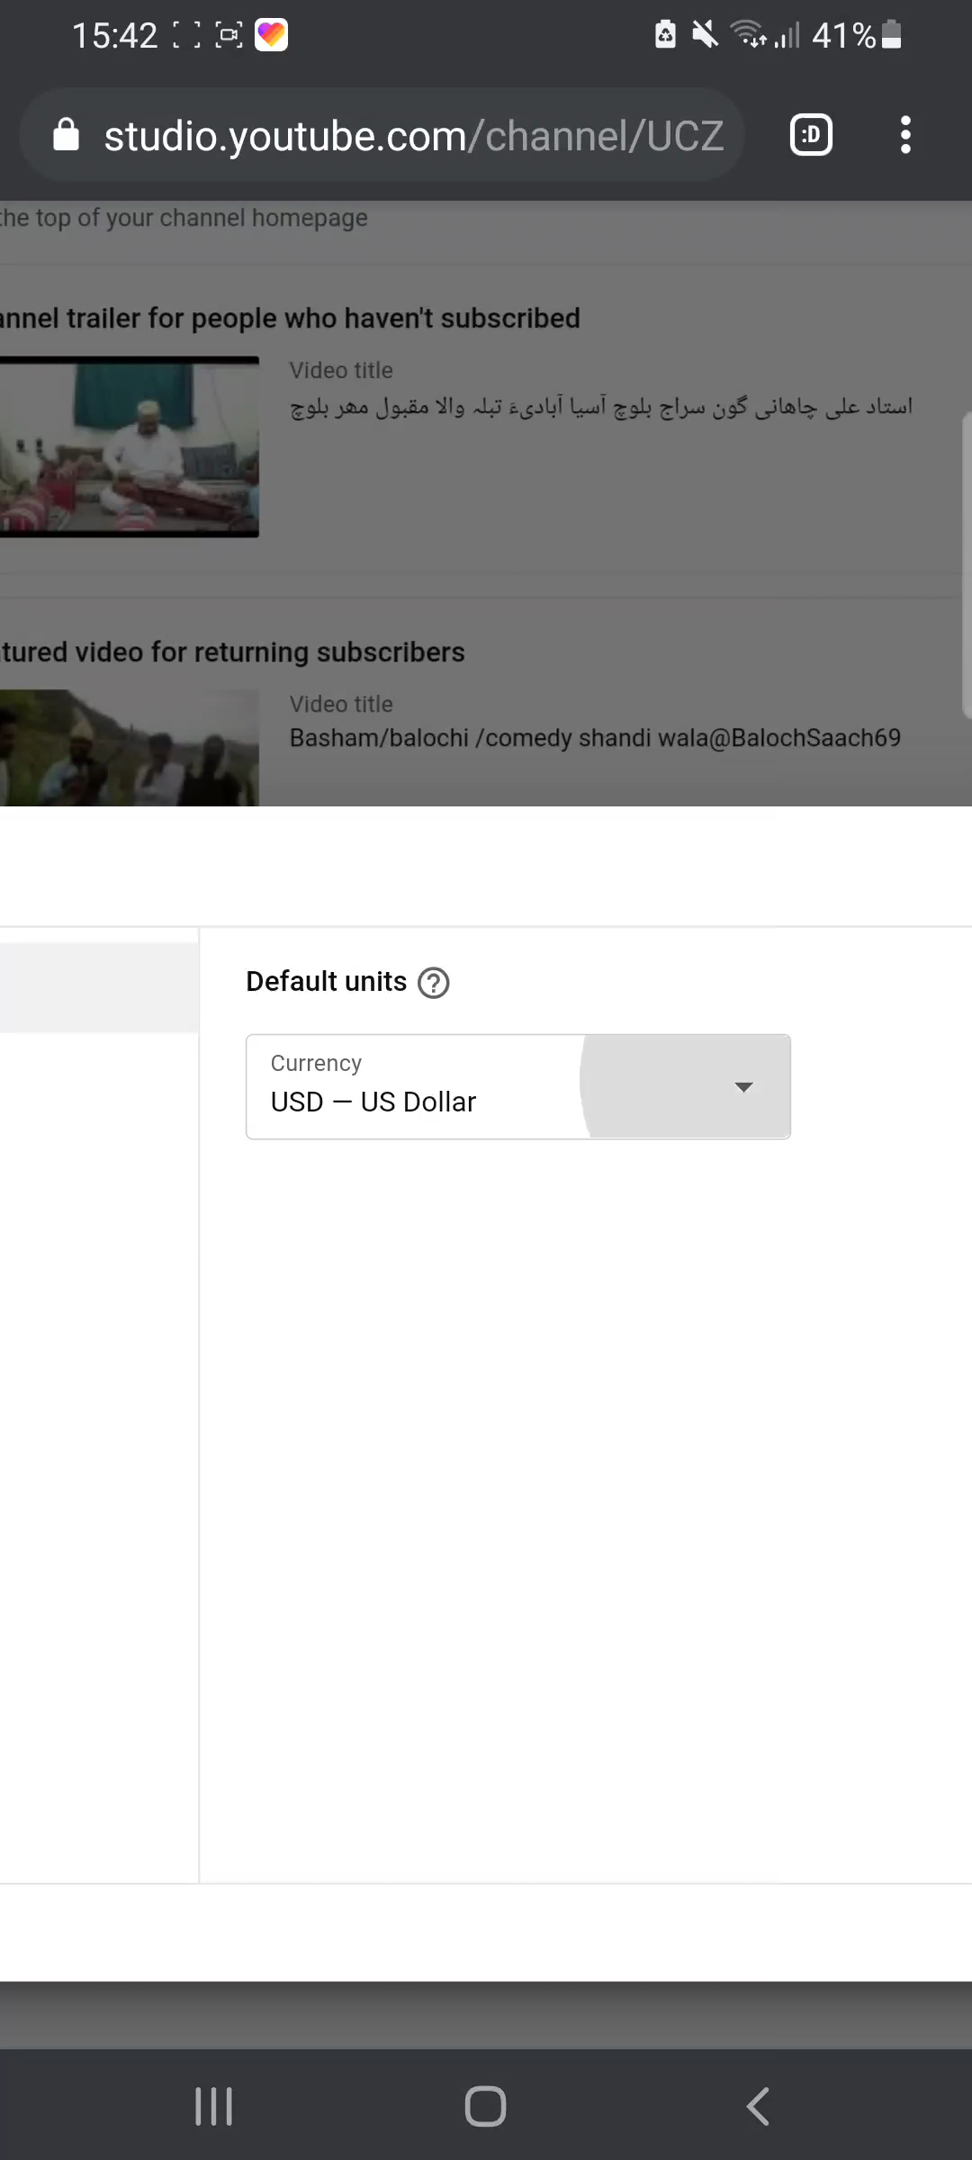 15:42
41%
studio.youtube.com/channel/UCZ
:D
the top of your channel homepage
annel trailer for people who haven't subscribed
Video title
استاد علی چاھانی گون سراج بلوچ آسیا آبادیءَ تبلہ والا مقبول مھر بلوچ
tured video for returning subscribers
Video title
Basham/balochi /comedy shandi wala@BalochSaach69
Default units ?
Currency
USD — US Dollar